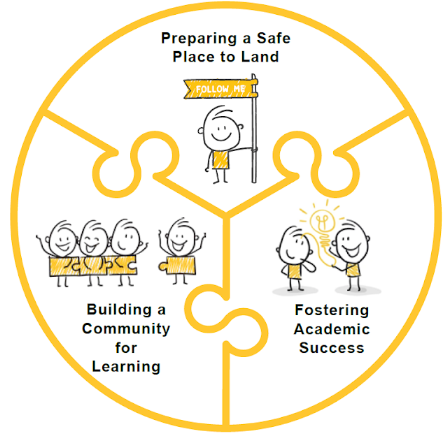 Preparing a Safe
Place to Land
FOLLOW ME
Building a
Community
for
Learning
Fostering
Academic
Success